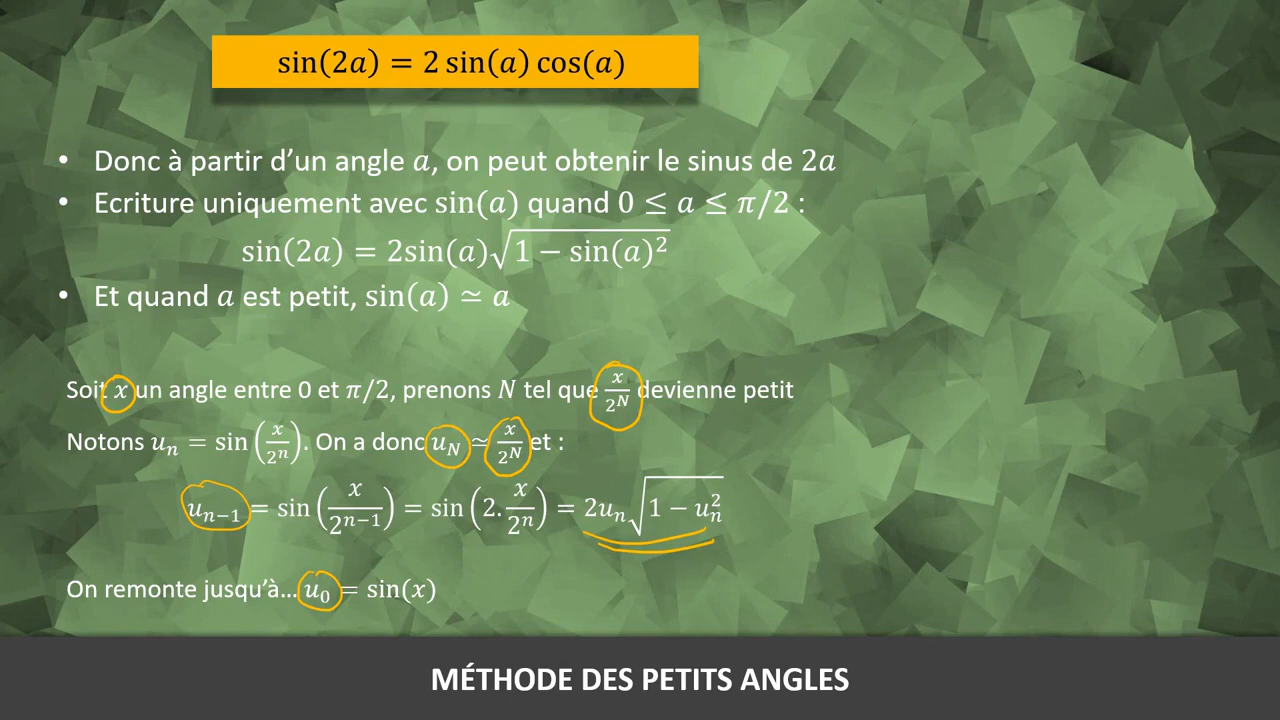 sin(2𝑎) = 2 sin(𝑎) cos(𝑎)
• Donc à partir d’un angle 𝑎, on peut obtenir le sinus de 2𝑎
• Ecriture uniquement avec sin(𝑎) quand 0 ≤ 𝑎 ≤ 𝜋/2 :
sin(2𝑎) = 2sin(𝑎)√(1 − sin(𝑎)²)
• Et quand 𝑎 est petit, sin(𝑎) ≃ 𝑎
Soit 𝑥 un angle entre 0 et 𝜋/2, prenons 𝑁 tel que 𝑥/2^𝑁 devienne petit
Notons 𝑢_𝑛 = sin(𝑥/2^𝑛). On a donc 𝑢_𝑁 ≃ 𝑥/2^𝑁 et :
𝑢_{𝑛−1} = sin(𝑥/2^{𝑛−1}) = sin(2.𝑥/2^𝑛) = 2𝑢_𝑛√(1 − 𝑢_𝑛²)
On remonte jusqu’à... 𝑢_0 = sin(𝑥)
MÉTHODE DES PETITS ANGLES